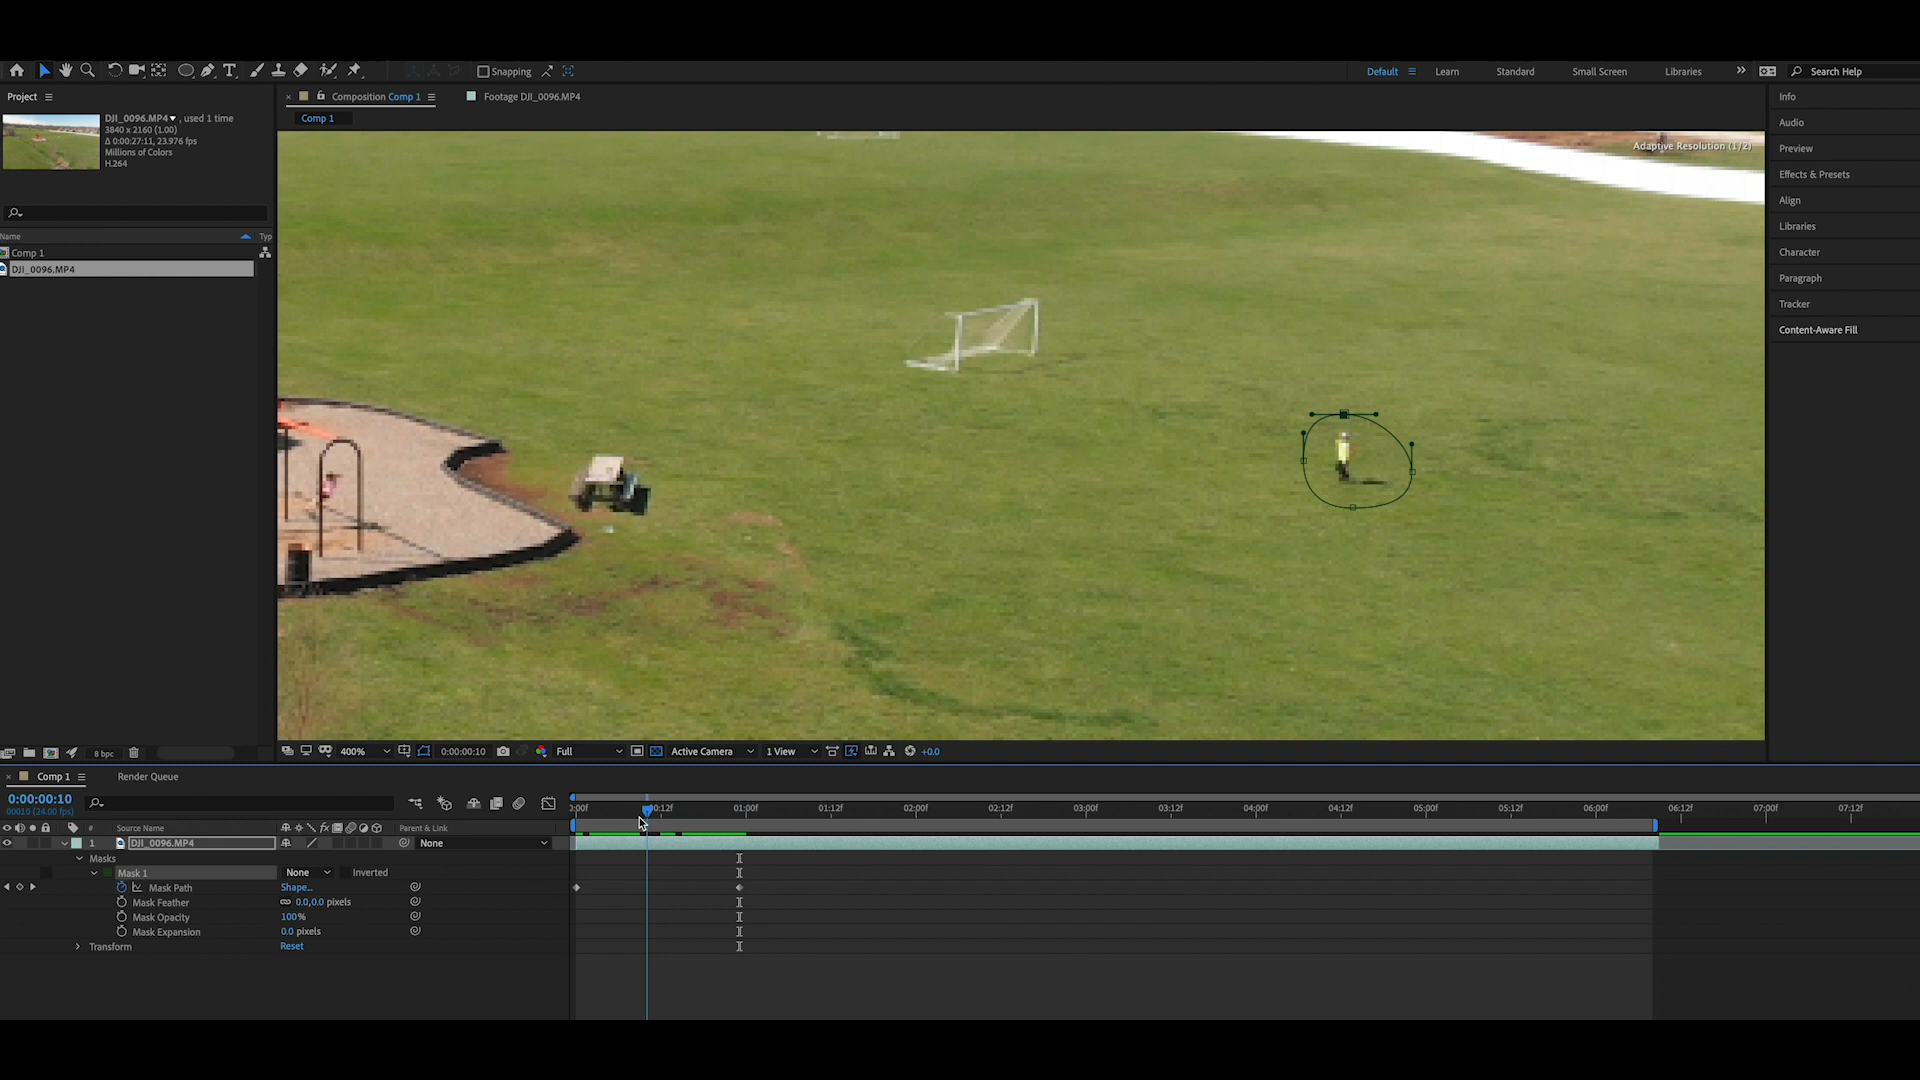 Snapping
Default
Learn
Standard
Small Screen
Libraries
Search Help
Project
Composition Comp 1
Footage DJI_0096.MP4
Info
DJI_0096.MP4, used 1 time
3840 x 2160 (1.00)
Δ 0:00:27:11, 23.976 fps
Millions of Colors
H.264
Comp 1
Audio
Adaptive Resolution (1/2)
Preview
Effects & Presets
Align
Libraries
Character
Paragraph
Tracker
Content-Aware Fill
Name
Typ
Comp 1
DJI_0096.MP4
8 bpc
400%
0:00:00:10
Full
Active Camera
1 View
+0.0
Comp 1
Render Queue
0:00:00:10
00010 (24.00 fps)
:00f
00:12f
01:00f
01:12f
02:00f
02:12f
03:00f
03:12f
04:00f
04:12f
05:00f
05:12f
06:00f
06:12f
07:00f
07:12f
#
Source Name
fx
Parent & Link
1
DJI_0096.MP4
None
Masks
Mask 1
None
Inverted
Mask Path
Shape...
Mask Feather
0.0,0.0 pixels
Mask Opacity
100%
Mask Expansion
0.0 pixels
Transform
Reset